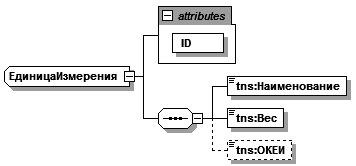 attributes
ID
ЕдиницаИзмерения
tns:Наименование
tns:Вес
tns:ОКЕИ